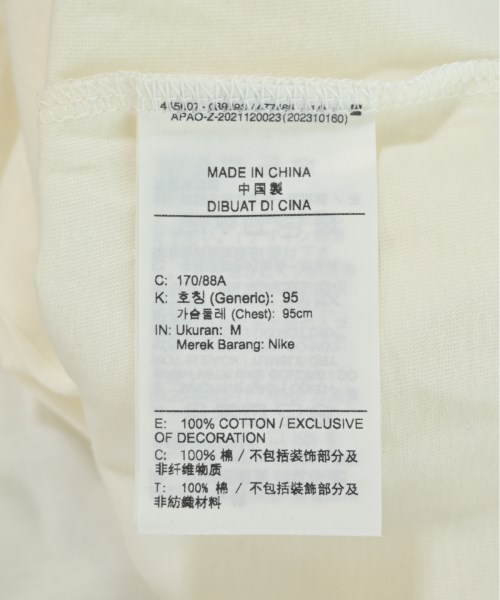 APAO-Z-2021120023(202310160)
MADE IN CHINA
中国製
DIBUAT DI CINA
C: 170/88A
K: 호칭 (Generic): 95
가슴둘레 (Chest): 95cm
IN: Ukuran: M
Merek Barang: Nike
E: 100% COTTON / EXCLUSIVE
OF DECORATION
C: 100% 棉 / 不包括装饰部分及
非纤维物质
T: 100% 棉 / 不包括裝飾部分及
非紡織材料